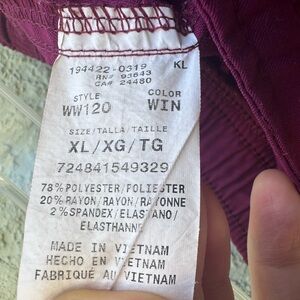 194422-0319 KL
RN# 93643
CA# 24480
STYLE COLOR
WW120 WIN
SIZE/TALLA/TAILLE
XL/XG/TG
724841549329
78% POLYESTER/POLIESTER
20% RAYON/RAYON/RAYONNE
2% SPANDEX/ELASTANO/
ELASTHANNE
MADE IN VIETNAM
HECHO EN VIETNAM
FABRIQUÉ AU VIETNAM